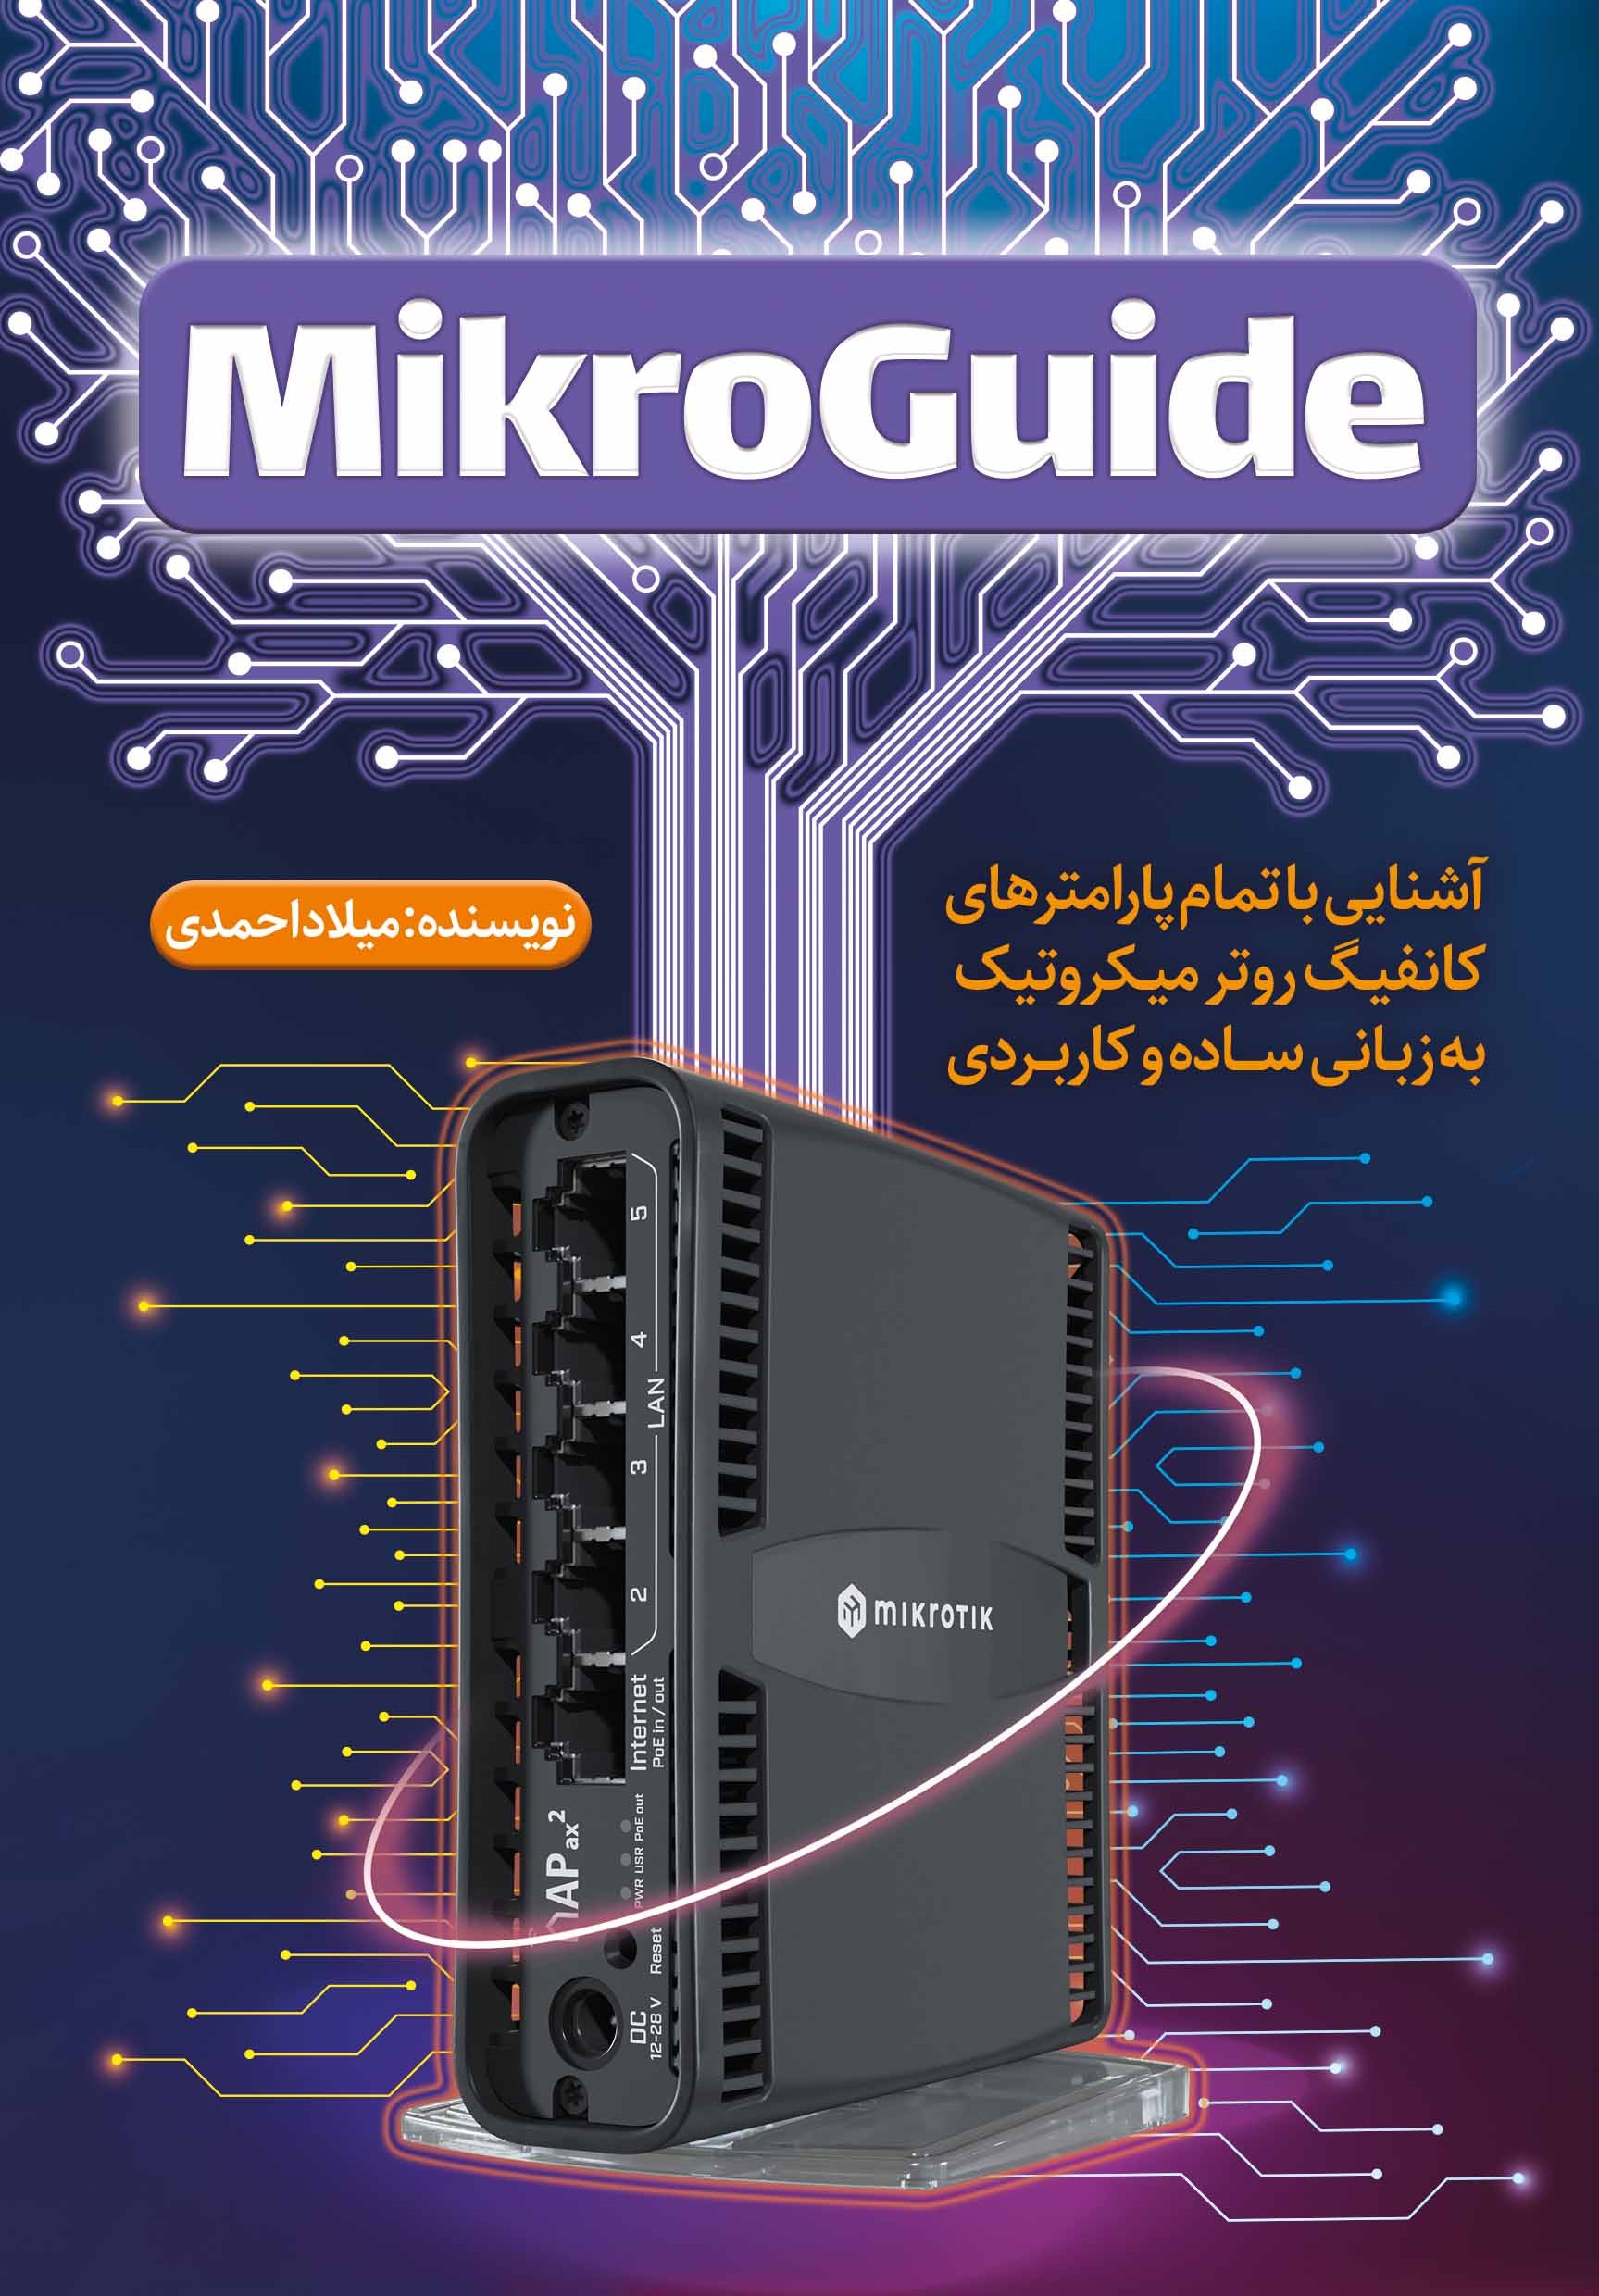 MikroGuide
آشنایی با تمام پارامترهای
کانفیگ روتر میکروتیک
به زبانی ساده و کاربردی
نویسنده: میلاد احمدی
5
4
LAN
3
2
Internet
PoE in / out
hAP ax²
PWR USR PoE out
Reset
DC
12-28 V
mikrotik